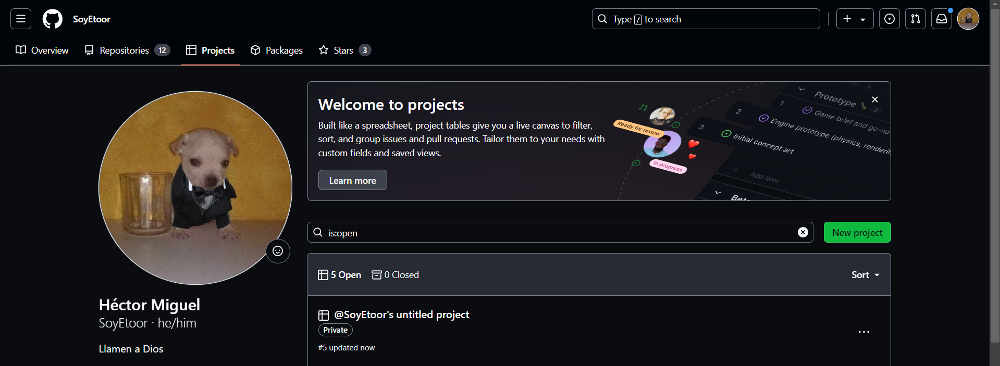 SoyEtoor
Type / to search
Overview
Repositories 12
Projects
Packages
Stars 3
Welcome to projects
Built like a spreadsheet, project tables give you a live canvas to filter,
sort, and group issues and pull requests. Tailor them to your needs with
custom fields and saved views.
Learn more
Ready for review
In progress
Prototype 3
1 Game brief and go-no-
2 Engine prototype (physics, renderin
3 Initial concept art
Add item
Beta
is:open
New project
5 Open
0 Closed
Sort
@SoyEtoor's untitled project
Private
#5 updated now
Héctor Miguel
SoyEtoor · he/him
Llamen a Dios